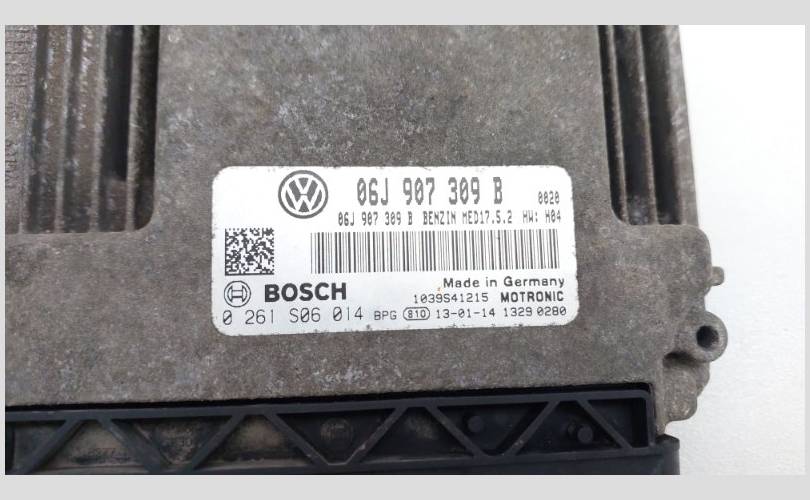 06J 907 309 B 0020
06J 907 309 B BENZIN MED17.5.2 HW: H04
Made in Germany
BOSCH 1039S41215 MOTRONIC
0 261 S06 014 BPG 810 13-01-14 1329 0280